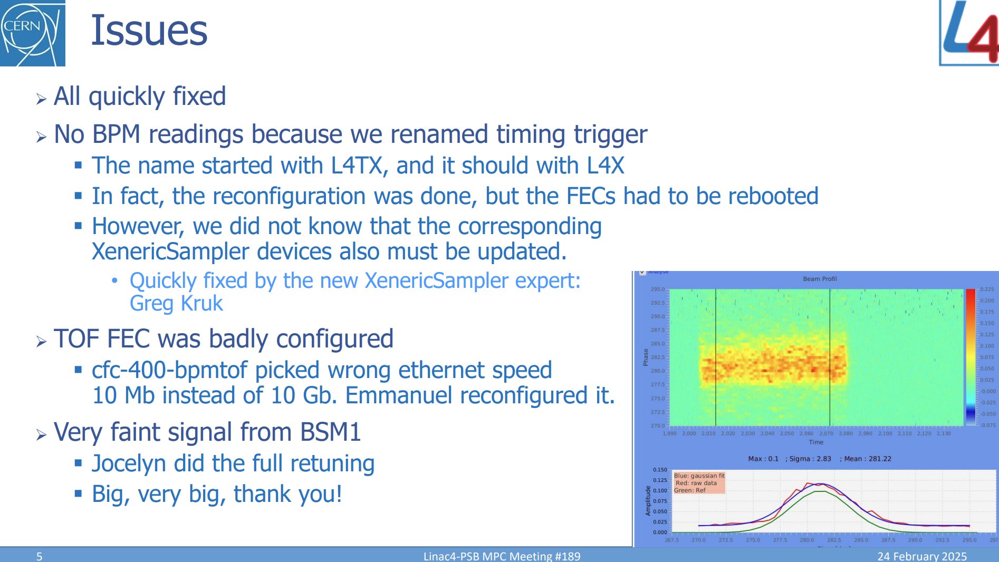 CERN
Issues
L4
All quickly fixed
No BPM readings because we renamed timing trigger
The name started with L4TX, and it should with L4X
In fact, the reconfiguration was done, but the FECs had to be rebooted
However, we did not know that the corresponding
XenericSampler devices also must be updated.
Quickly fixed by the new XenericSampler expert:
Greg Kruk
TOF FEC was badly configured
cfc-400-bpmtof picked wrong ethernet speed
10 Mb instead of 10 Gb. Emmanuel reconfigured it.
Very faint signal from BSM1
Jocelyn did the full retuning
Big, very big, thank you!
Analyse
Beam Profil
Phase
295.0
292.5
290.0
287.5
285.0
282.5
280.0
277.5
275.0
272.5
270.0
0.225
0.200
0.175
0.150
0.125
0.100
0.075
0.050
0.025
-0.000
-0.025
-0.050
-0.075
1,990 2,000 2,010 2,020 2,030 2,040 2,050 2,060 2,070 2,080 2,090 2,100 2,110 2,120 2,130
Time
Max : 0.1 ; Sigma : 2.83 ; Mean : 281.22
Amplitude
0.150
0.125
0.100
0.075
0.050
0.025
0.000
Blue: gaussian fit
Red: raw data
Green: Ref
267.5 270.0 272.5 275.0 277.5 280.0 282.5 285.0 287.5 290.0 292.5 295.0 297
5
Linac4-PSB MPC Meeting #189
24 February 2025